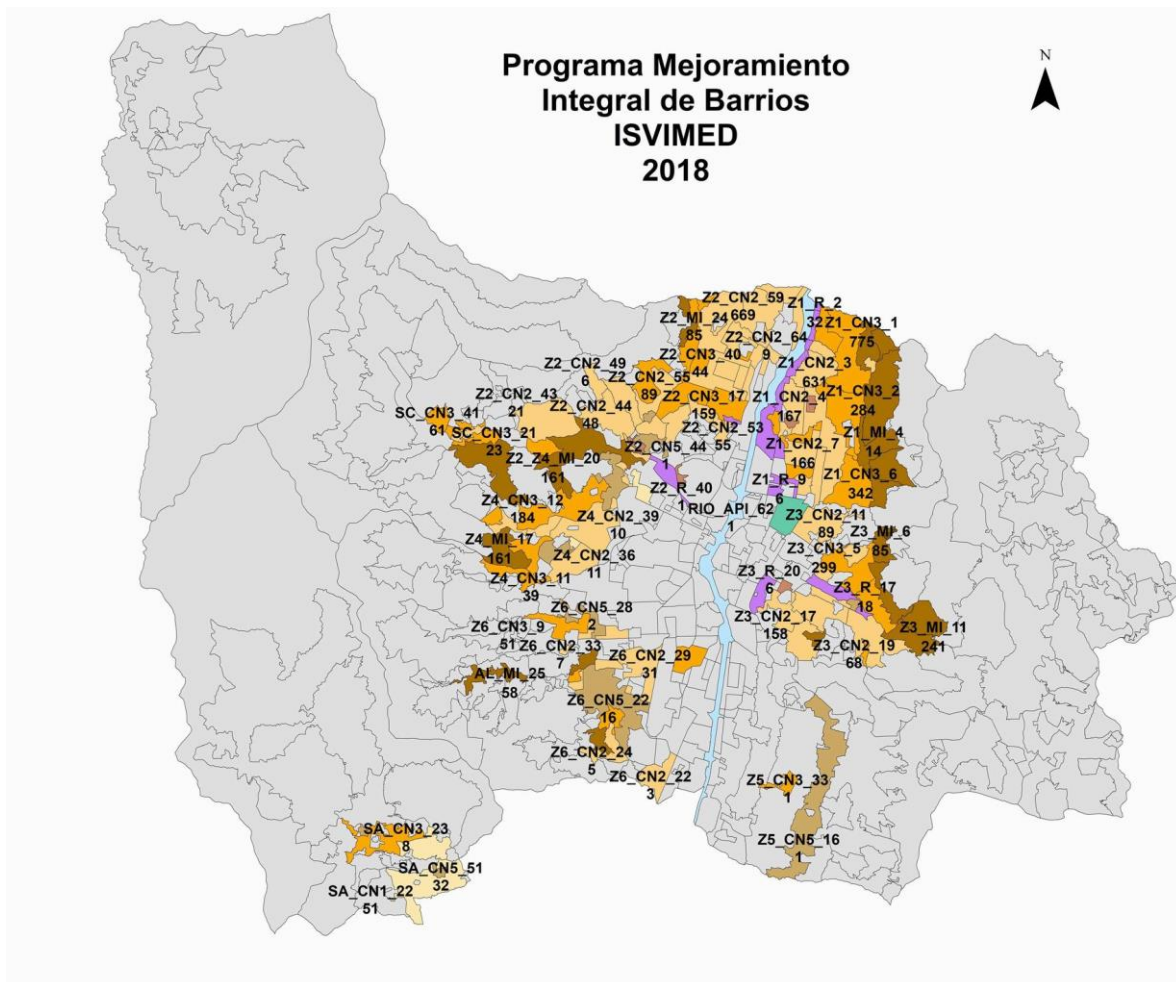 Programa Mejoramiento
Integral de Barrios
ISVIMED
2018
N
Z2_CN2_59
669
Z1_R_2
32
Z2_MI_24
85
Z1_CN3_1
775
Z2_CN2_64
9
Z2_CN3_40
44
Z1_CN2_3
631
Z2_CN2_49
6
Z2_CN2_55
89
Z1_CN3_2
284
Z2_CN3_17
159
Z1_CN2_4
167
Z2_CN2_43
21
Z2_CN2_44
48
SC_CN3_41
61
SC_CN3_21
23
Z2_CN2_53
55
Z1_MI_4
14
Z1_CN2_7
166
Z2_CN5_44
1
Z2_Z4_MI_20
161
Z1_CN3_6
342
Z1_R_9
6
Z2_R_40
1
Z4_CN3_12
184
RIO_API_62
1
Z4_CN2_39
10
Z3_CN2_11
89
Z3_MI_6
85
Z4_MI_17
161
Z4_CN2_36
11
Z3_CN3_5
299
Z3_R_20
6
Z4_CN3_11
39
Z3_R_17
18
Z6_CN5_28
2
Z3_CN2_17
158
Z6_CN3_9
51
Z3_MI_11
241
Z6_CN2_33
7
Z3_CN2_19
68
Z6_CN2_29
31
AL_MI_25
58
Z6_CN5_22
16
Z6_CN2_24
5
Z6_CN2_22
3
Z5_CN3_33
1
SA_CN3_23
8
Z5_CN5_16
1
SA_CN5_51
32
SA_CN1_22
51